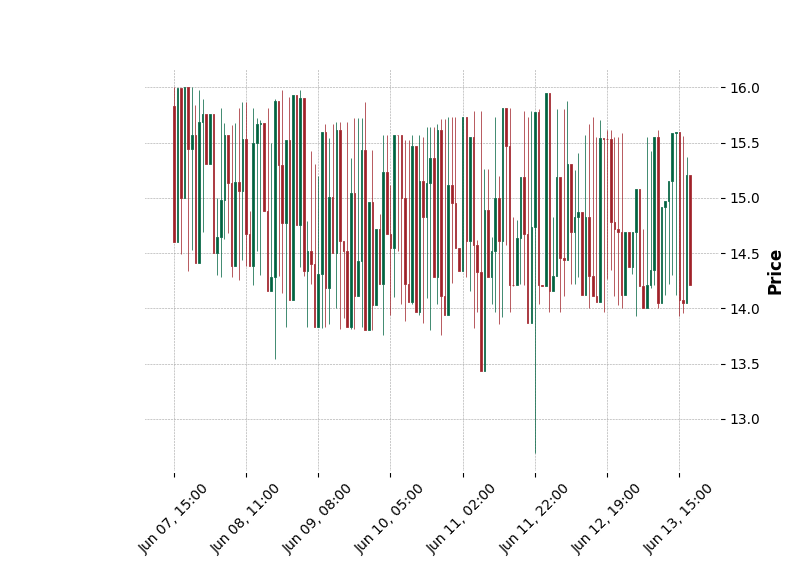 16.0
15.5
15.0
14.5
14.0
13.5
13.0
Price
Jun 07, 15:00
Jun 08, 11:00
Jun 09, 08:00
Jun 10, 05:00
Jun 11, 02:00
Jun 11, 22:00
Jun 12, 19:00
Jun 13, 15:00